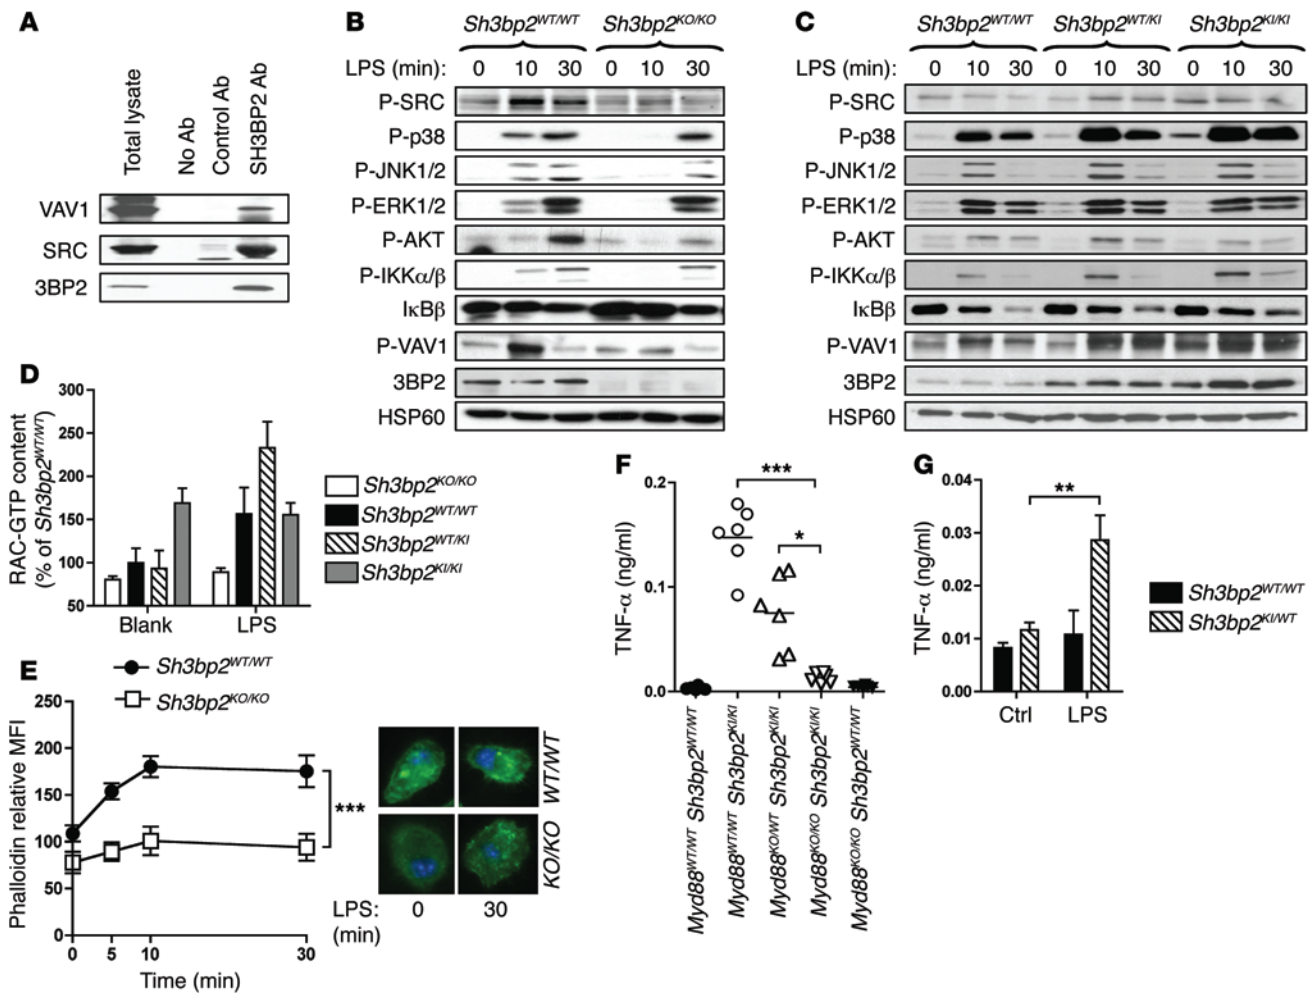 A
Total lysate
No Ab
Control Ab
SH3BP2 Ab
VAV1
SRC
3BP2
B
Sh3bp2WT/WT Sh3bp2KO/KO
LPS (min): 0 10 30 0 10 30
P-SRC
P-p38
P-JNK1/2
P-ERK1/2
P-AKT
P-IKKα/β
IκBβ
P-VAV1
3BP2
HSP60
C
Sh3bp2WT/WT Sh3bp2WT/KI Sh3bp2KI/KI
LPS (min): 0 10 30 0 10 30 0 10 30
P-SRC
P-p38
P-JNK1/2
P-ERK1/2
P-AKT
P-IKKα/β
IκBβ
P-VAV1
3BP2
HSP60
D
RAC-GTP content
(% of Sh3bp2WT/WT)
300
250
200
150
100
50
Blank LPS
Sh3bp2KO/KO
Sh3bp2WT/WT
Sh3bp2WT/KI
Sh3bp2KI/KI
E
Sh3bp2WT/WT
Sh3bp2KO/KO
Phalloidin relative MFI
250
200
150
100
50
0
0 5 10 30
Time (min)
***
WT/WT
KO/KO
LPS: 0 30
(min)
F
TNF-α (ng/ml)
0.2
0.1
0.0
***
*
Myd88WT/WT Sh3bp2WT/WT
Myd88WT/WT Sh3bp2KI/KI
Myd88KO/WT Sh3bp2KI/KI
Myd88KO/KO Sh3bp2KI/KI
Myd88KO/KO Sh3bp2WT/WT
G
TNF-α (ng/ml)
0.04
0.03
0.02
0.01
0.00
**
Ctrl LPS
Sh3bp2WT/WT
Sh3bp2KI/WT